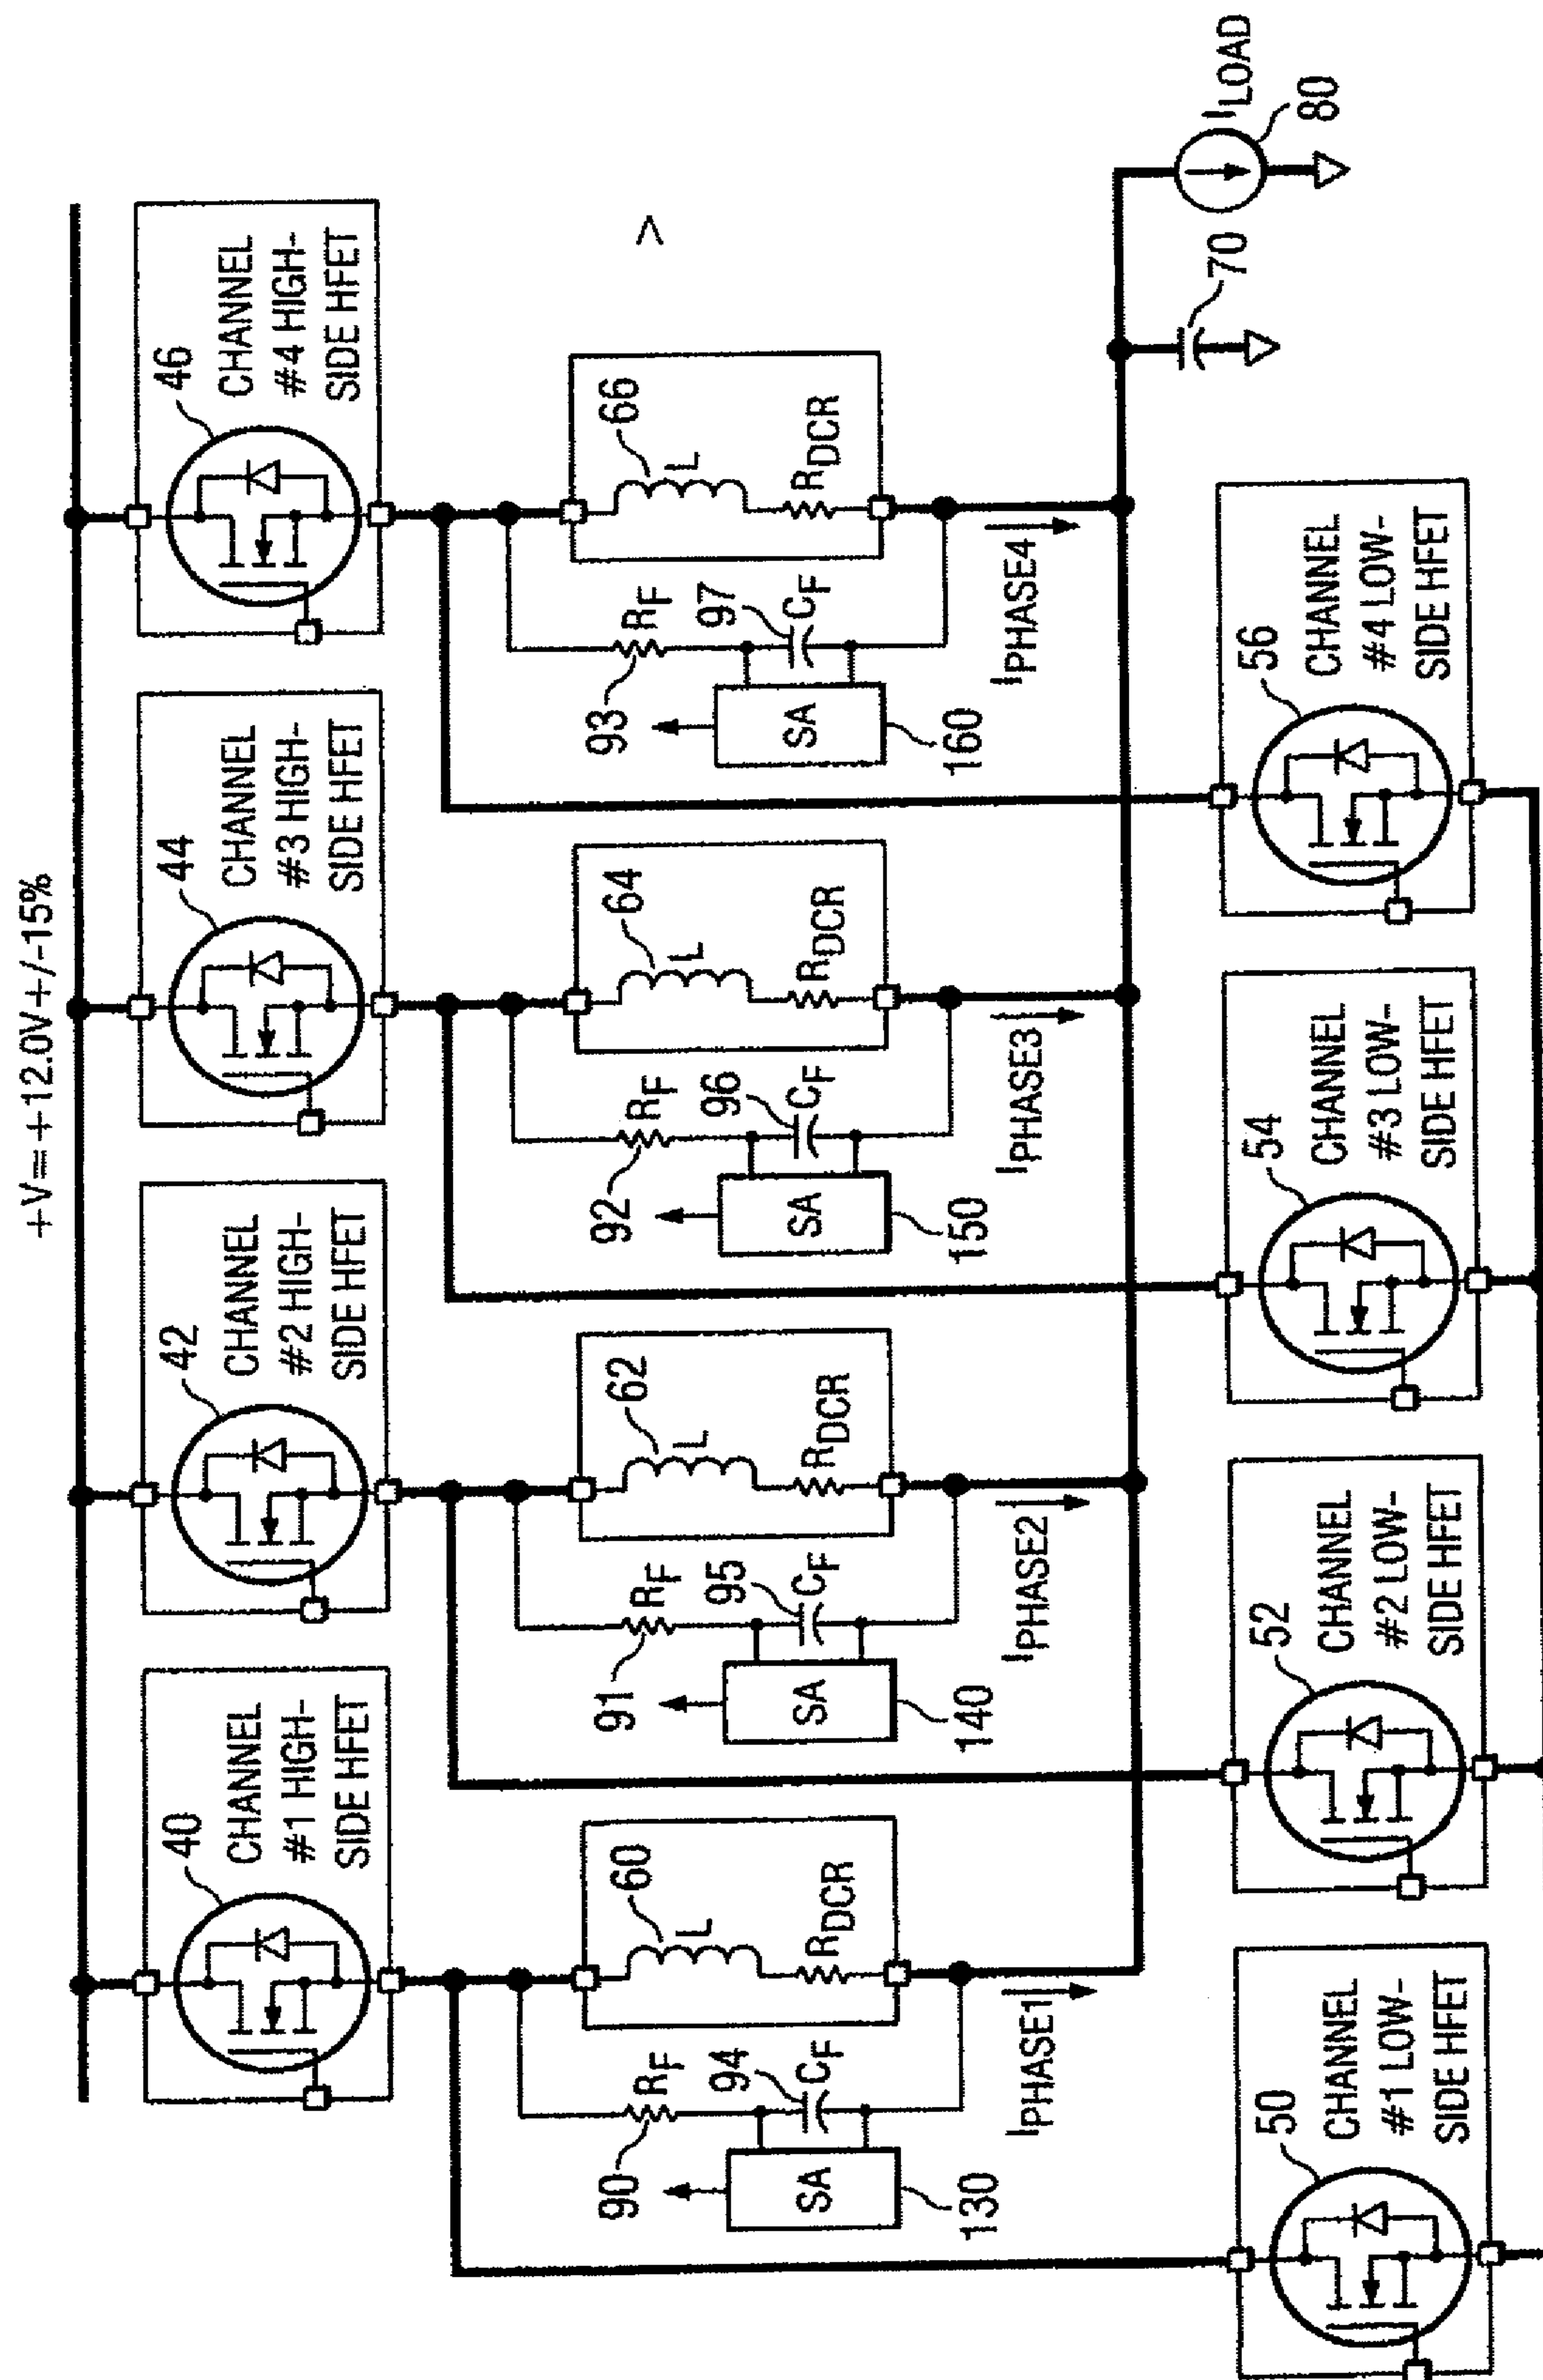 +V= +12.0V+/-15%
40
CHANNEL
#1 HIGH-
SIDE HFET
42
CHANNEL
#2 HIGH-
SIDE HFET
44
CHANNEL
#3 HIGH-
SIDE HFET
46
CHANNEL
#4 HIGH-
SIDE HFET
90
RF
94
CF
SA
130
60
L
RDCR
IPHASE1
91
RF
95
CF
SA
140
62
L
RDCR
IPHASE2
92
RF
96
CF
SA
150
64
L
RDCR
IPHASE3
93
RF
97
CF
SA
160
66
L
RDCR
IPHASE4
>
70
ILOAD
80
50
CHANNEL
#1 LOW-
SIDE HFET
52
CHANNEL
#2 LOW-
SIDE HFET
54
CHANNEL
#3 LOW-
SIDE HFET
56
CHANNEL
#4 LOW-
SIDE HFET